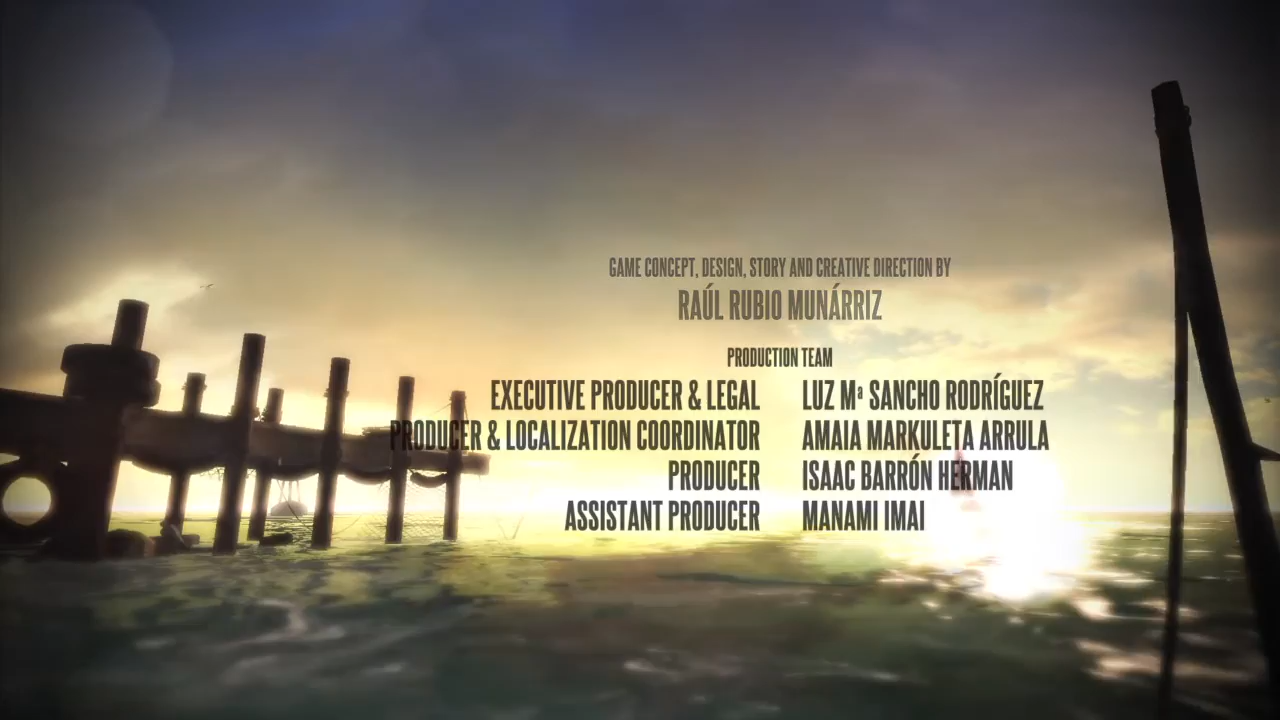 GAME CONCEPT, DESIGN, STORY AND CREATIVE DIRECTION BY
RAÚL RUBIO MUNÁRRIZ
PRODUCTION TEAM
EXECUTIVE PRODUCER & LEGAL LUZ Mª SANCHO RODRÍGUEZ
PRODUCER & LOCALIZATION COORDINATOR AMAIA MARKULETA ARRULA
PRODUCER ISAAC BARRÓN HERMAN
ASSISTANT PRODUCER MANAMI IMAI